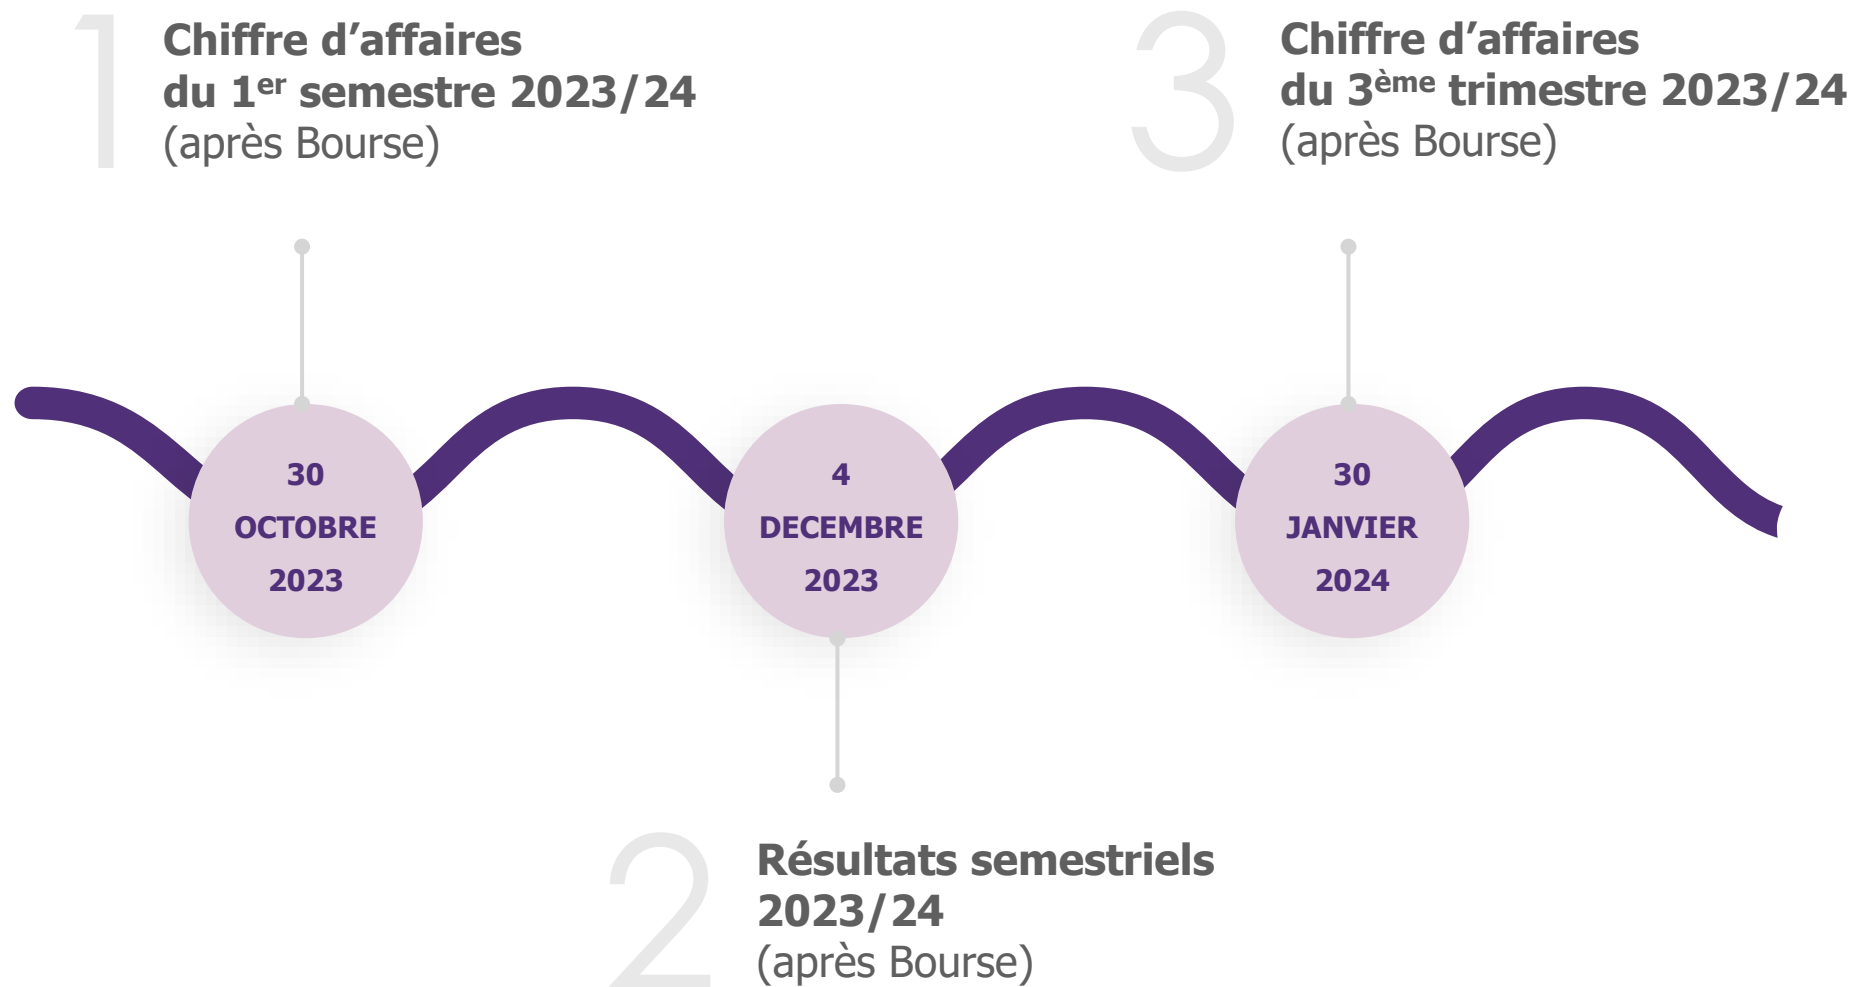 1
Chiffre d’affaires
du 1er semestre 2023/24
(après Bourse)
3
Chiffre d’affaires
du 3ème trimestre 2023/24
(après Bourse)
30
OCTOBRE
2023
4
DECEMBRE
2023
30
JANVIER
2024
2
Résultats semestriels
2023/24
(après Bourse)